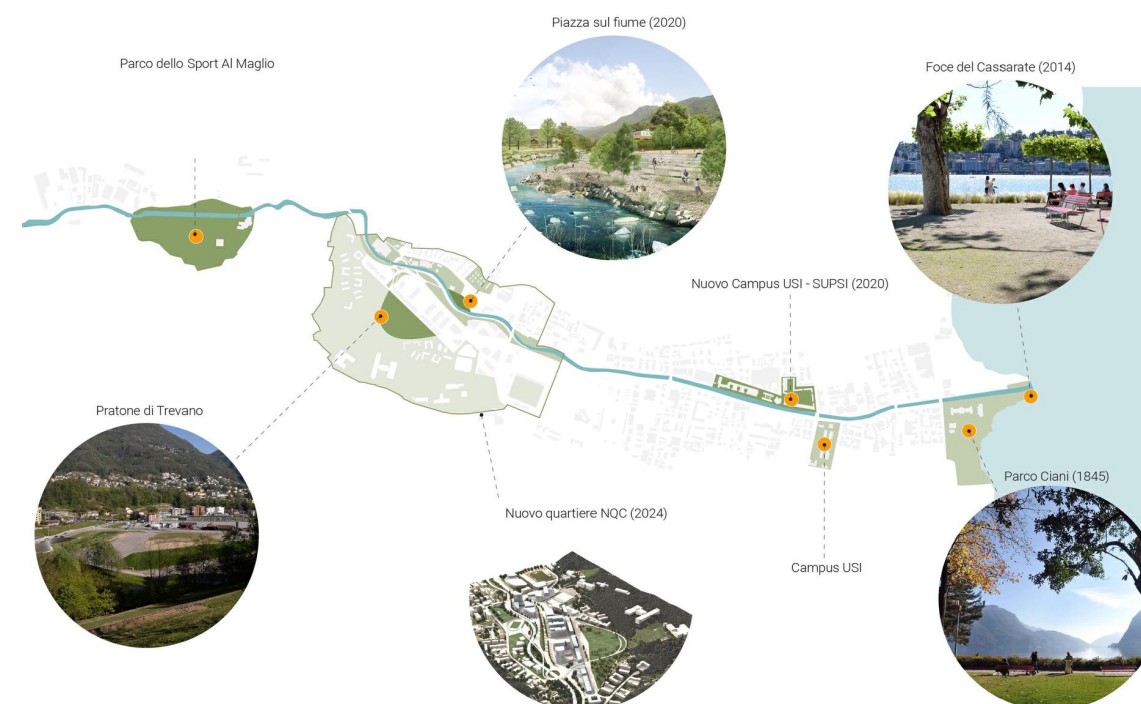 Piazza sul fiume (2020)
Parco dello Sport Al Maglio
Foce del Cassarate (2014)
Nuovo Campus USI - SUPSI (2020)
Pratone di Trevano
Parco Ciani (1845)
Nuovo quartiere NQC (2024)
Campus USI